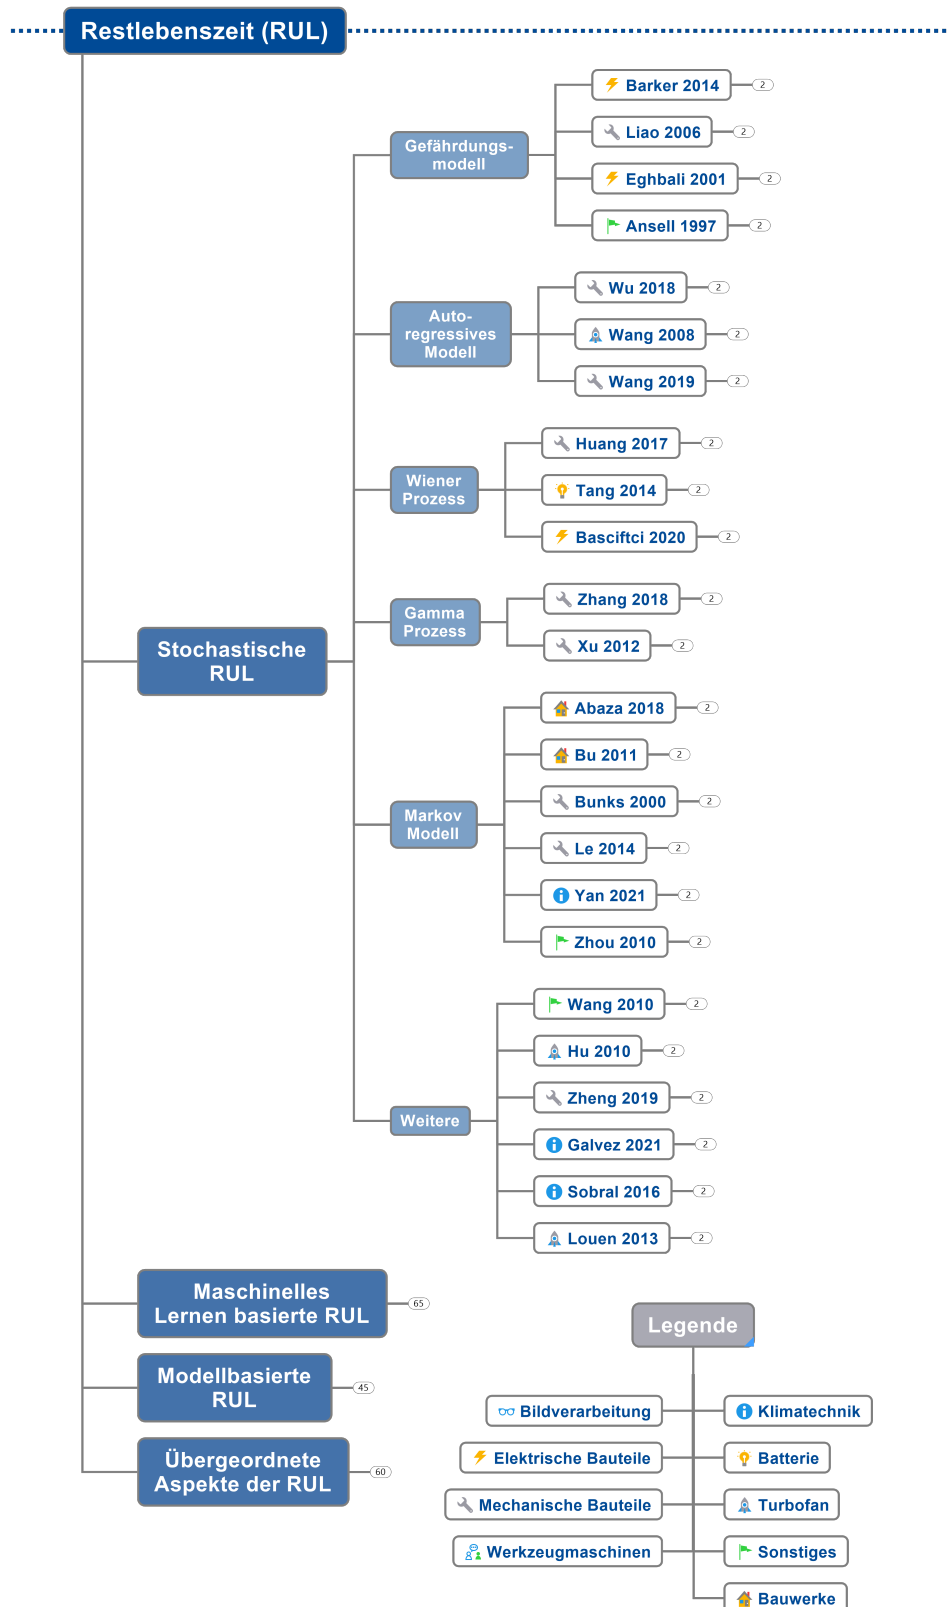 Restlebenszeit (RUL)
Barker 2014
2
Liao 2006
2
Gefährdungs-
modell
Eghbali 2001
2
Ansell 1997
2
Wu 2018
2
Auto-
regressives
Modell
Wang 2008
2
Wang 2019
2
Huang 2017
2
Wiener
Prozess
Tang 2014
2
Basciftci 2020
2
Zhang 2018
2
Gamma
Prozess
Xu 2012
2
Stochastische
RUL
Abaza 2018
2
Bu 2011
2
Bunks 2000
2
Markov
Modell
Le 2014
2
Yan 2021
2
Zhou 2010
2
Wang 2010
2
Hu 2010
2
Zheng 2019
2
Weitere
Galvez 2021
2
Sobral 2016
2
Louen 2013
2
Maschinelles
Lernen basierte RUL
65
Modellbasierte
RUL
45
Übergeordnete
Aspekte der RUL
60
Legende
Bildverarbeitung
Klimatechnik
Elektrische Bauteile
Batterie
Mechanische Bauteile
Turbofan
Werkzeugmaschinen
Sonstiges
Bauwerke